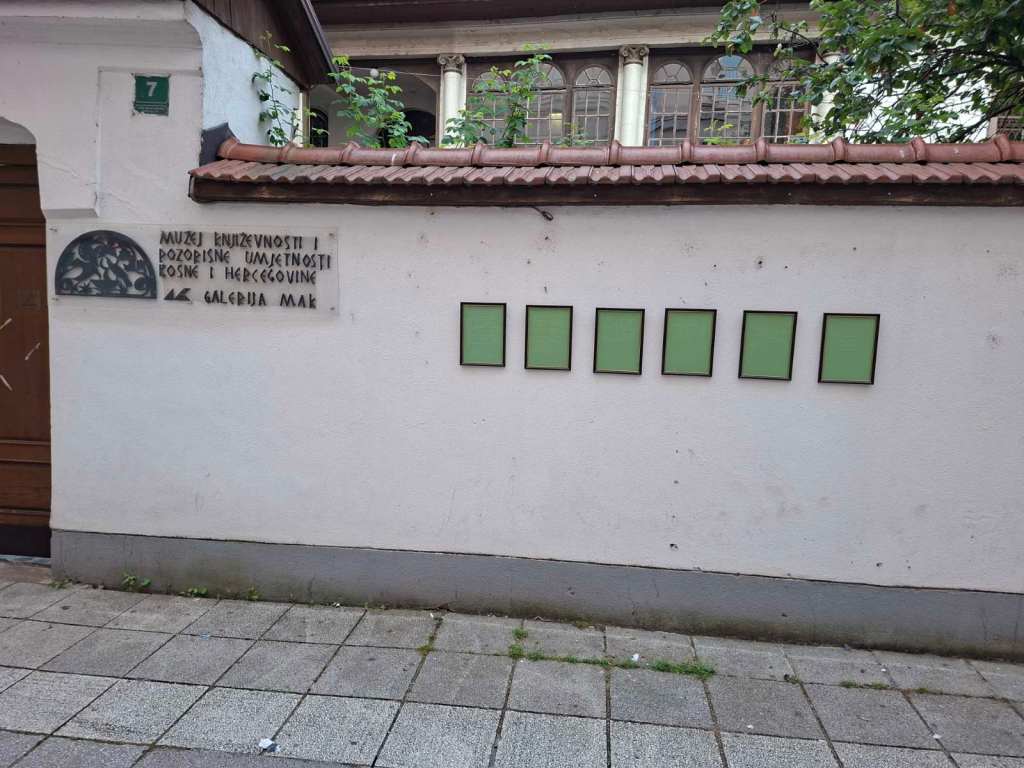 7
MUZEJ KNJIŽEVNOSTI I
POZORIŠNE UMJETNOSTI
BOSNE I HERCEGOVINE
GALERIJA MAK